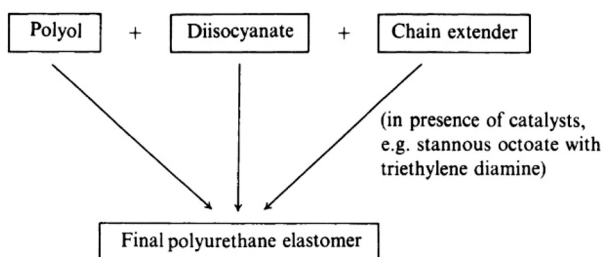 Polyol + Diisocyanate + Chain extender
(in presence of catalysts,
e.g. stannous octoate with
triethylene diamine)
Final polyurethane elastomer